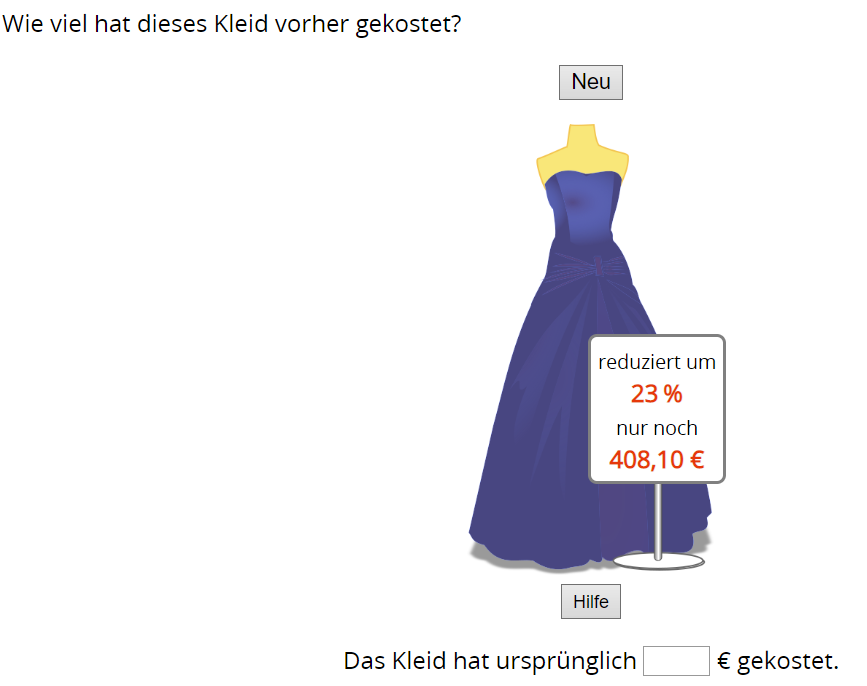 Wie viel hat dieses Kleid vorher gekostet?
Neu
reduziert um
23 %
nur noch
408,10 €
Hilfe
Das Kleid hat ursprünglich € gekostet.